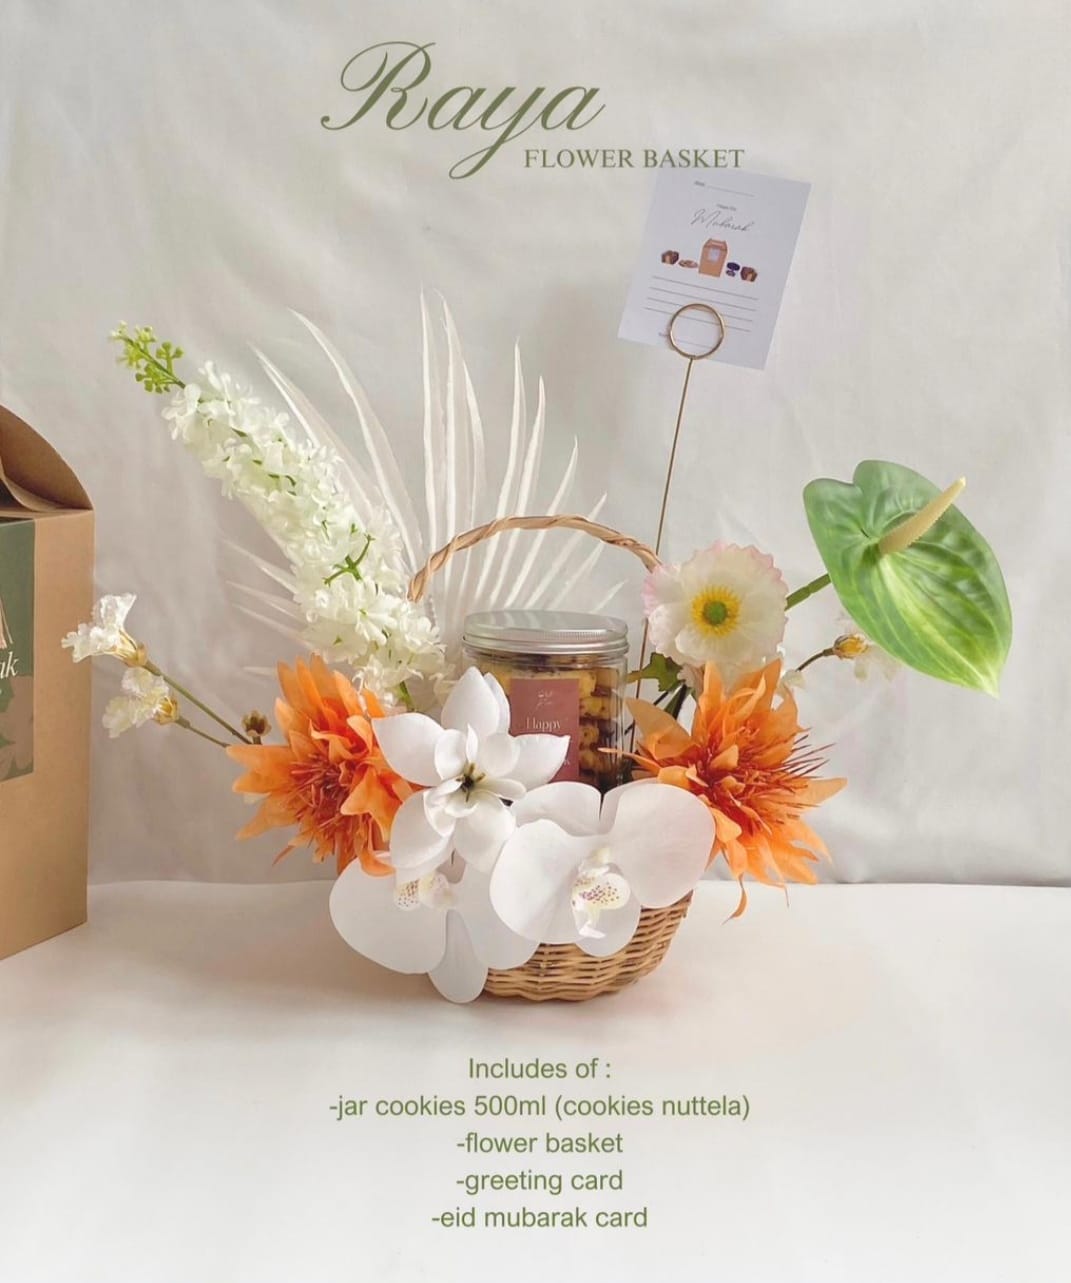 Raya
FLOWER BASKET
Mubarak
Happy
Includes of :
-jar cookies 500ml (cookies nuttela)
-flower basket
-greeting card
-eid mubarak card